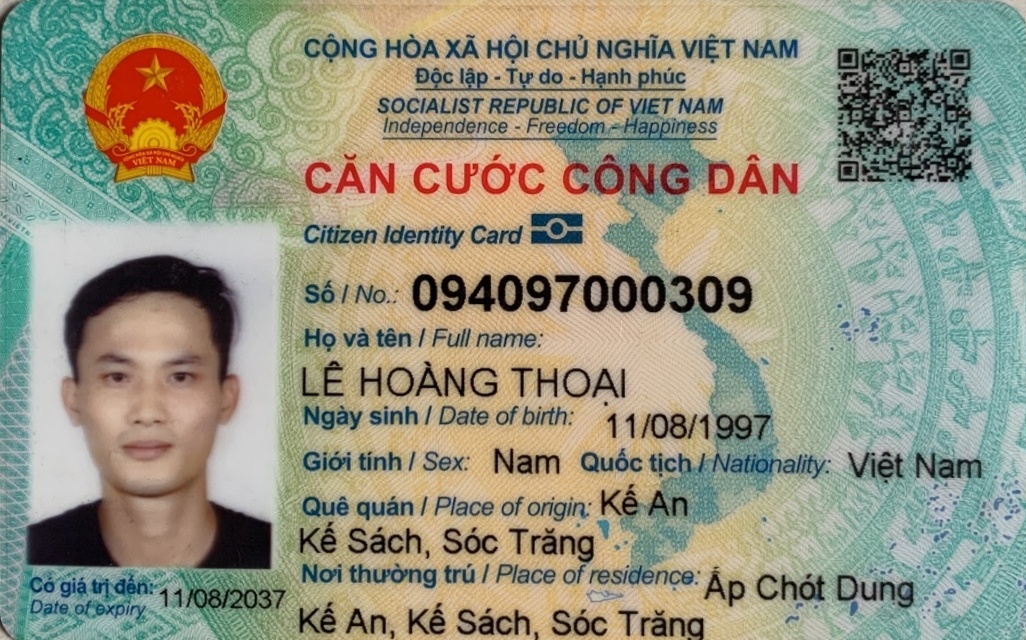 CỘNG HÒA XÃ HỘI CHỦ NGHĨA VIỆT NAM
Độc lập - Tự do - Hạnh phúc
SOCIALIST REPUBLIC OF VIET NAM
Independence - Freedom - Happiness
CĂN CƯỚC CÔNG DÂN
Citizen Identity Card
Số / No.: 094097000309
Họ và tên / Full name:
LÊ HOÀNG THOẠI
Ngày sinh / Date of birth: 11/08/1997
Giới tính / Sex: Nam Quốc tịch / Nationality: Việt Nam
Quê quán / Place of origin: Kế An
Kế Sách, Sóc Trăng
Nơi thường trú / Place of residence: Ấp Chót Dung
Kế An, Kế Sách, Sóc Trăng
Có giá trị đến: 11/08/2037
Date of expiry
VIỆT NAM